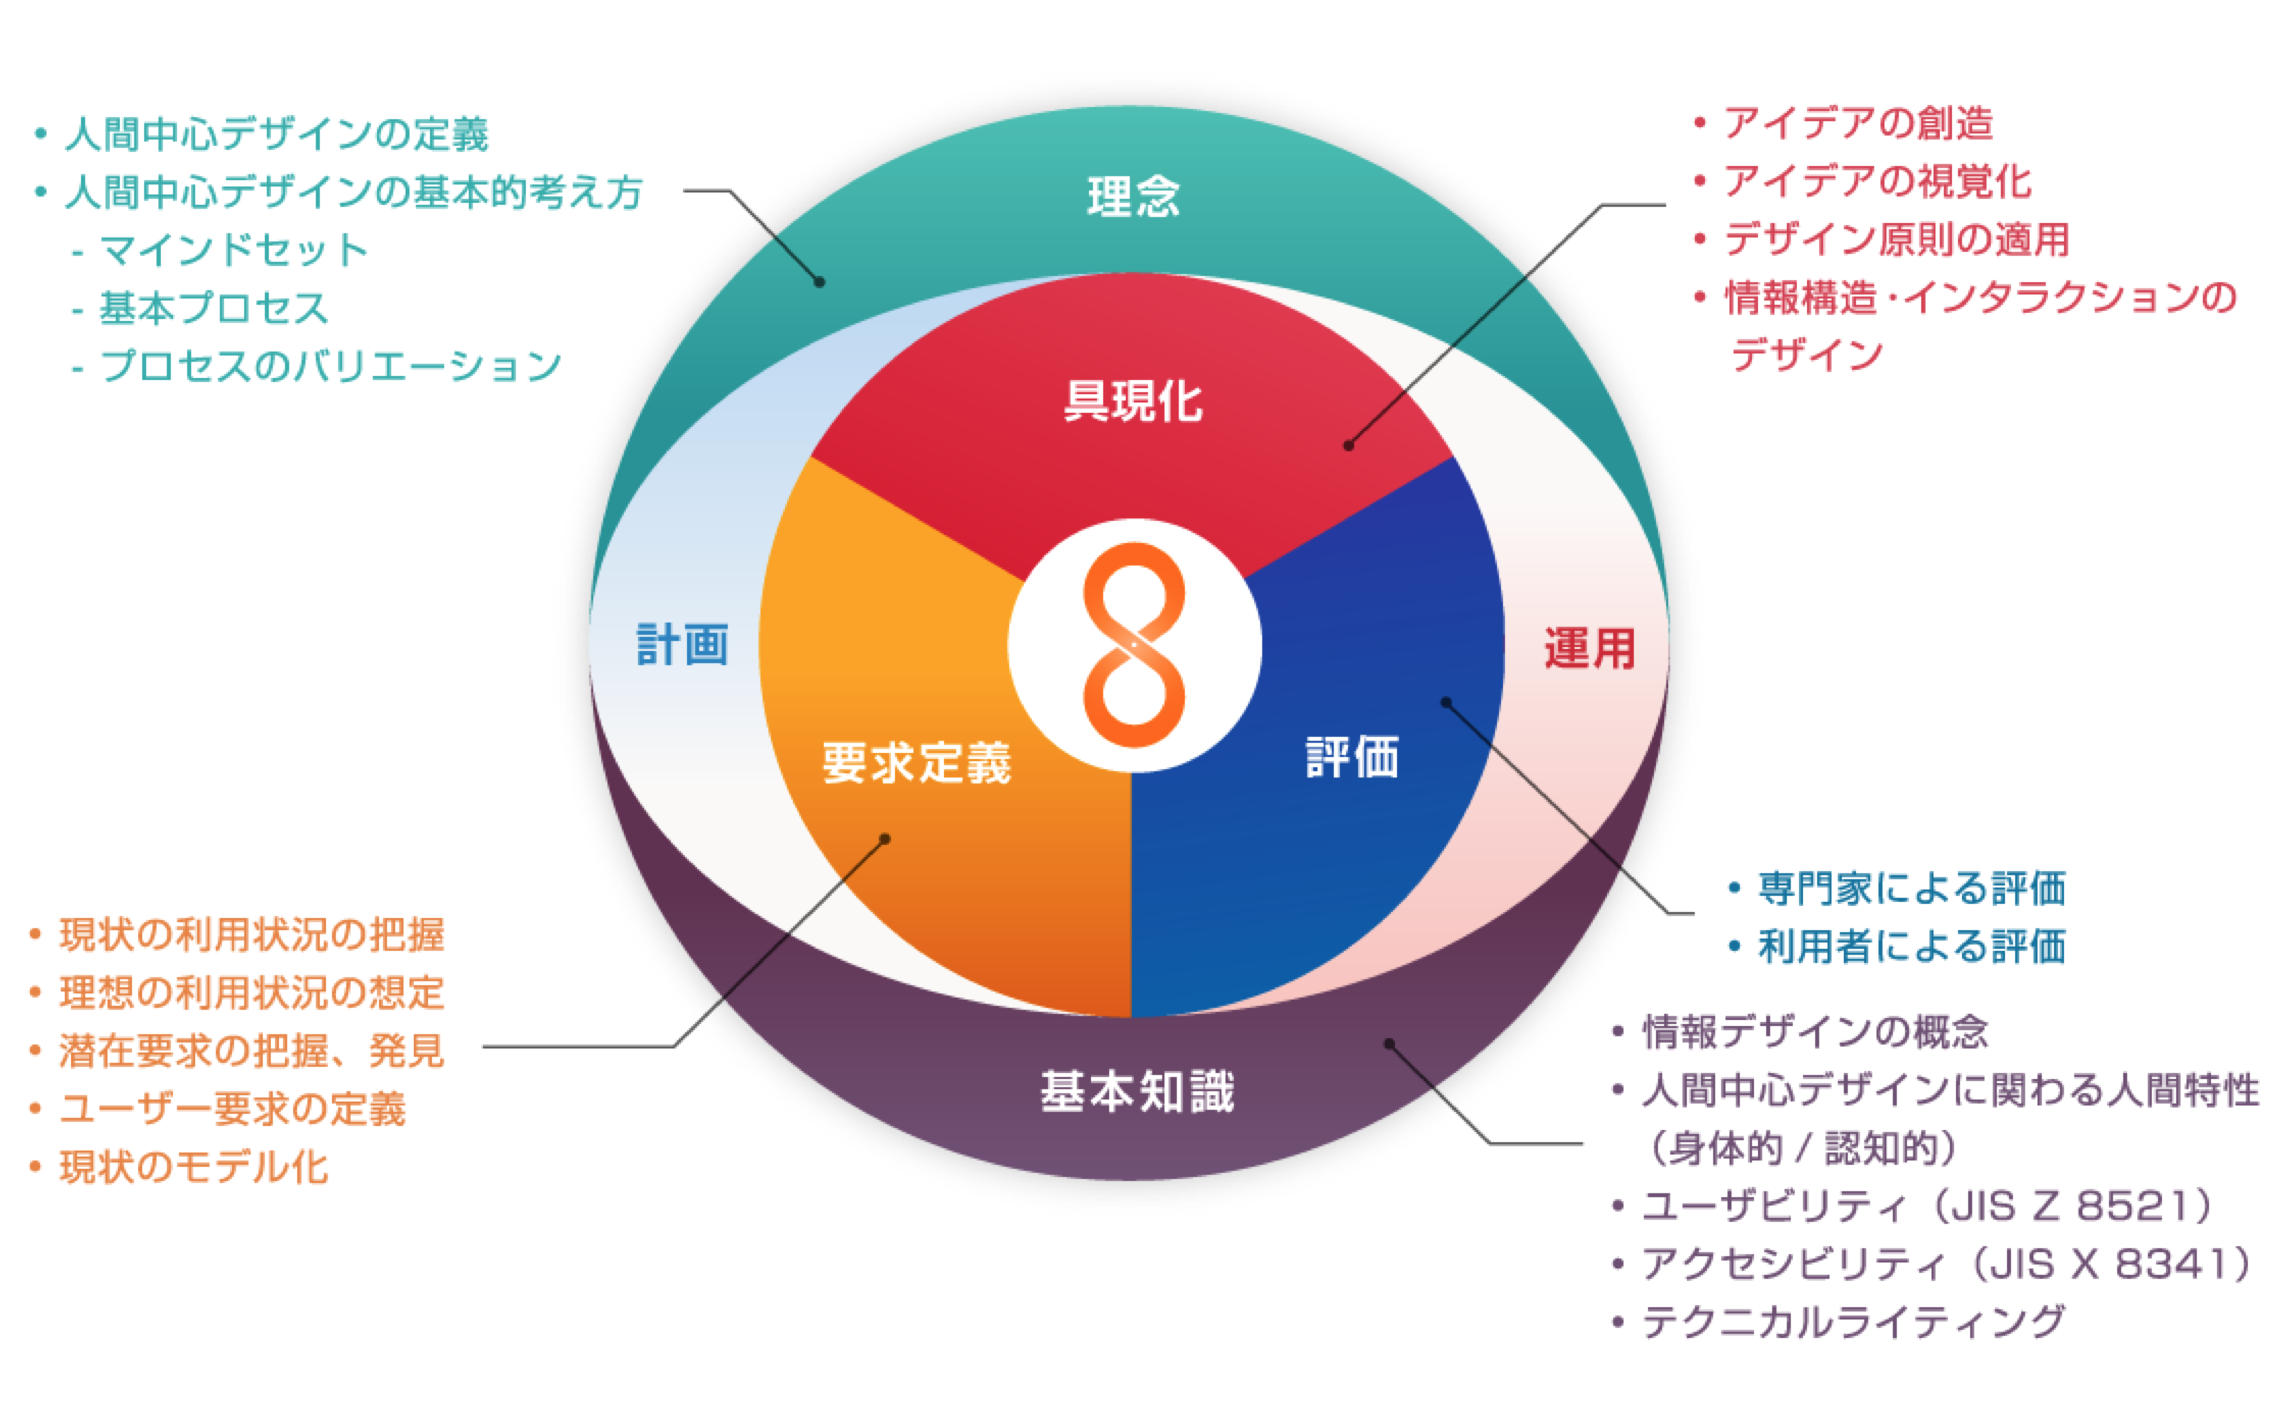 • 人間中心デザインの定義
• 人間中心デザインの基本的考え方
- マインドセット
- 基本プロセス
- プロセスのバリエーション
理念
• アイデアの創造
• アイデアの視覚化
• デザイン原則の適用
• 情報構造・インタラクションの
デザイン
具現化
計画
運用
要求定義
評価
• 現状の利用状況の把握
• 理想の利用状況の想定
• 潜在要求の把握、発見
• ユーザー要求の定義
• 現状のモデル化
• 専門家による評価
• 利用者による評価
基本知識
• 情報デザインの概念
• 人間中心デザインに関わる人間特性
（身体的 / 認知的）
• ユーザビリティ（JIS Z 8521）
• アクセシビリティ（JIS X 8341）
• テクニカルライティング